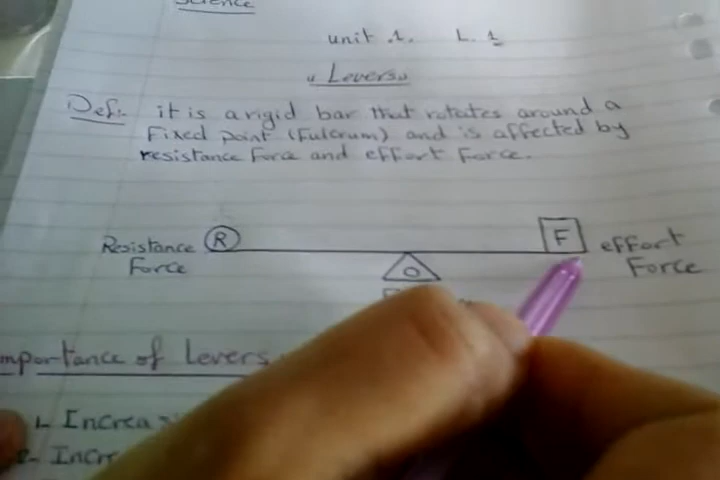 Science
unit .1. L.1
" Levers "
Def:. it is a rigid bar that rotates around a
Fixed point (Fulcrum) and is affected by
resistance Force and effort Force.
R F
Resistance effort
Force Force
O
mportance of Levers
1- Increa
2- Incre